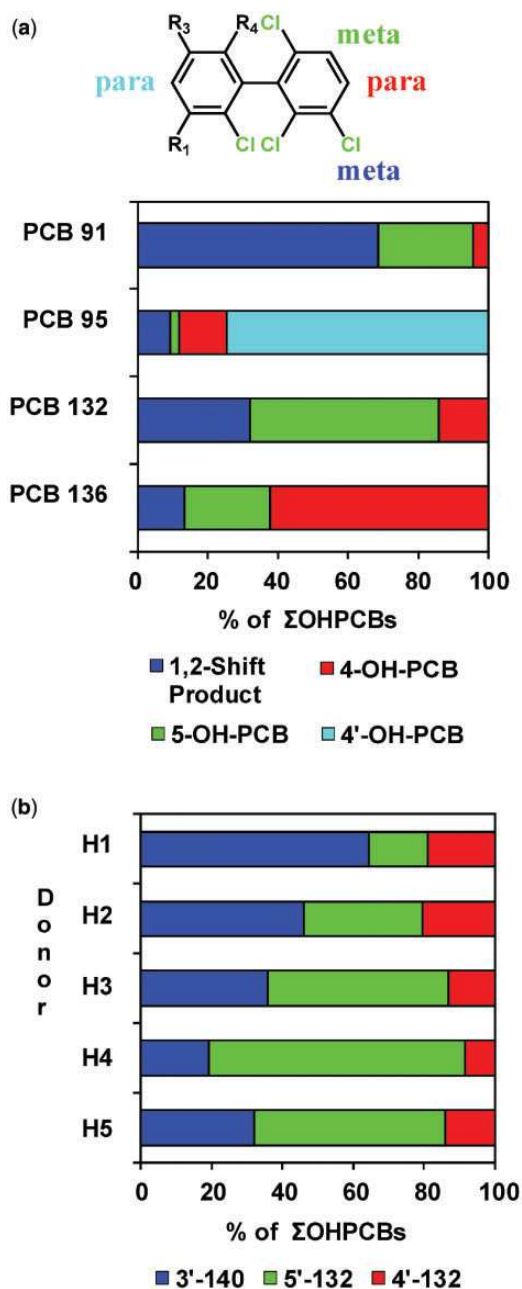 (a)
R3 R4 Cl meta
para para
R1 Cl Cl Cl
meta
PCB 91
PCB 95
PCB 132
PCB 136
0 20 40 60 80 100
% of ΣOHPCBs
1,2-Shift Product 4-OH-PCB
5-OH-PCB 4'-OH-PCB
(b)
Donor
H1
H2
H3
H4
H5
0 20 40 60 80 100
% of ΣOHPCBs
3'-140 5'-132 4'-132